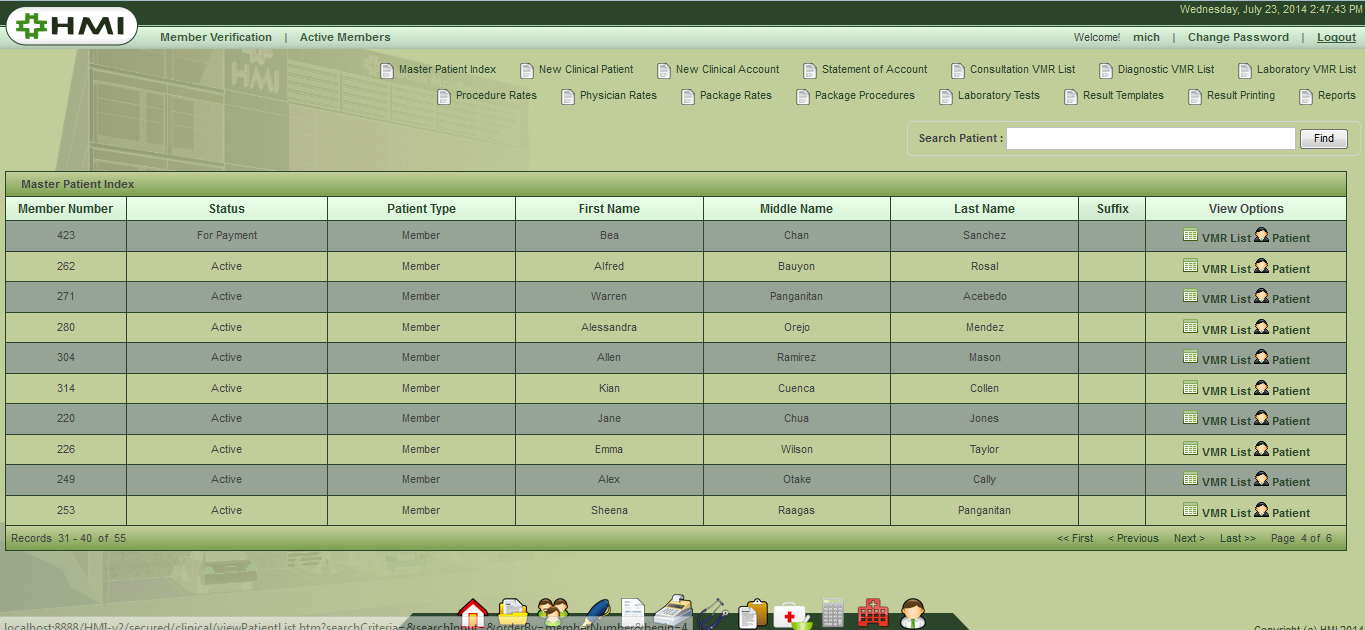 Wednesday, July 23, 2014 2:47:43 PM
HMI
Member Verification | Active Members
Welcome! mich | Change Password | Logout
HMI
Master Patient Index New Clinical Patient New Clinical Account Statement of Account Consultation VMR List Diagnostic VMR List Laboratory VMR List
Procedure Rates Physician Rates Package Rates Package Procedures Laboratory Tests Result Templates Result Printing Reports
Search Patient : Find
Master Patient Index
Member Number Status Patient Type First Name Middle Name Last Name Suffix View Options
423 For Payment Member Bea Chan Sanchez VMR List Patient
262 Active Member Alfred Bauyon Rosal VMR List Patient
271 Active Member Warren Panganitan Acebedo VMR List Patient
280 Active Member Alessandra Orejo Mendez VMR List Patient
304 Active Member Allen Ramirez Mason VMR List Patient
314 Active Member Kian Cuenca Collen VMR List Patient
220 Active Member Jane Chua Jones VMR List Patient
226 Active Member Emma Wilson Taylor VMR List Patient
249 Active Member Alex Otake Cally VMR List Patient
253 Active Member Sheena Raagas Panganitan VMR List Patient
Records 31 - 40 of 55 << First < Previous Next > Last >> Page 4 of 6
localhost:8888/HMI-v2/secured/clinical/viewPatientList.htm?searchCriteria=&searchInput=&orderBy=memberNumber&begin=4
Copyright (c) HMI 2014